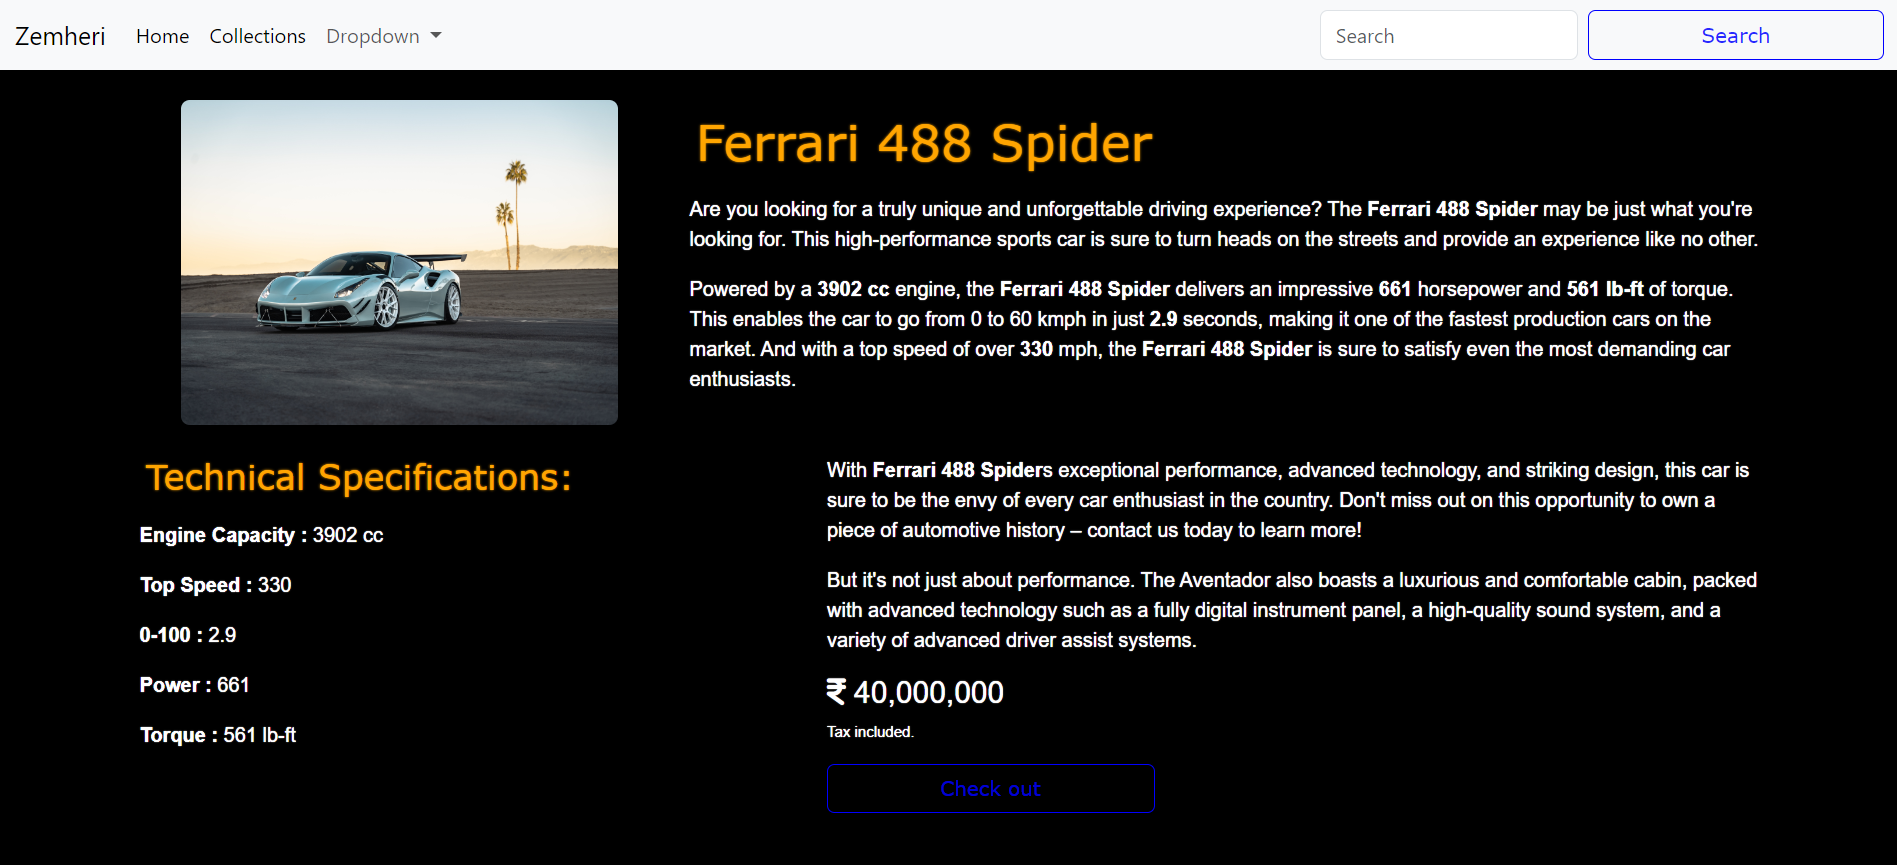 Zemheri Home Collections Dropdown Search Search
Ferrari 488 Spider
Are you looking for a truly unique and unforgettable driving experience? The Ferrari 488 Spider may be just what you're
looking for. This high-performance sports car is sure to turn heads on the streets and provide an experience like no other.
Powered by a 3902 cc engine, the Ferrari 488 Spider delivers an impressive 661 horsepower and 561 lb-ft of torque.
This enables the car to go from 0 to 60 kmph in just 2.9 seconds, making it one of the fastest production cars on the
market. And with a top speed of over 330 mph, the Ferrari 488 Spider is sure to satisfy even the most demanding car
enthusiasts.
Technical Specifications:
Engine Capacity : 3902 cc
Top Speed : 330
0-100 : 2.9
Power : 661
Torque : 561 lb-ft
With Ferrari 488 Spiders exceptional performance, advanced technology, and striking design, this car is
sure to be the envy of every car enthusiast in the country. Don't miss out on this opportunity to own a
piece of automotive history – contact us today to learn more!
But it's not just about performance. The Aventador also boasts a luxurious and comfortable cabin, packed
with advanced technology such as a fully digital instrument panel, a high-quality sound system, and a
variety of advanced driver assist systems.
₹ 40,000,000
Tax included.
Check out